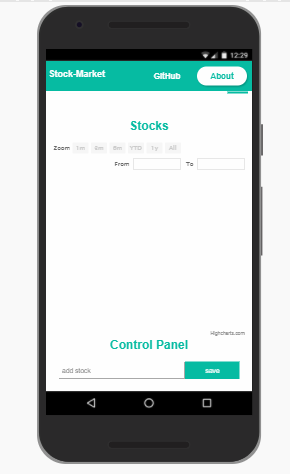 12:29
Stock-Market GitHub About
Stocks
Zoom 1m 3m 6m YTD 1y All
From To
Highcharts.com
Control Panel
add stock save